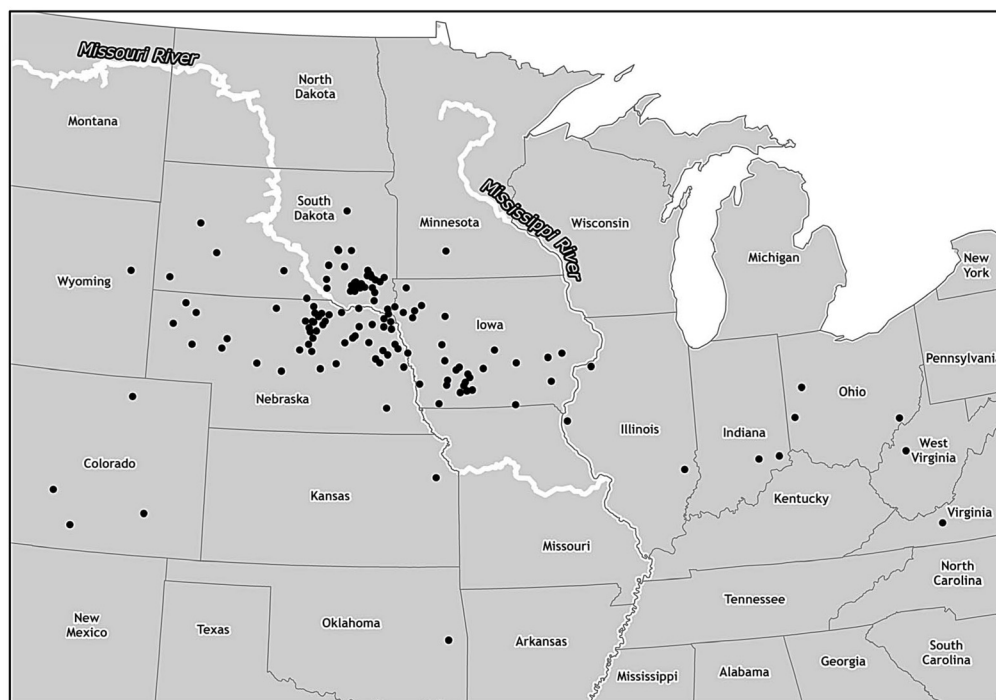 Missouri River
North
Dakota
Montana
South
Dakota
Minnesota
Mississippi River
Wisconsin
Michigan
New
York
Wyoming
Iowa
Pennsylvania
Nebraska
Ohio
Illinois
Indiana
West
Virginia
Colorado
Kansas
Kentucky
Virginia
Missouri
North
Carolina
Tennessee
New
Mexico
Texas
Oklahoma
Arkansas
Mississippi
Alabama
Georgia
South
Carolina